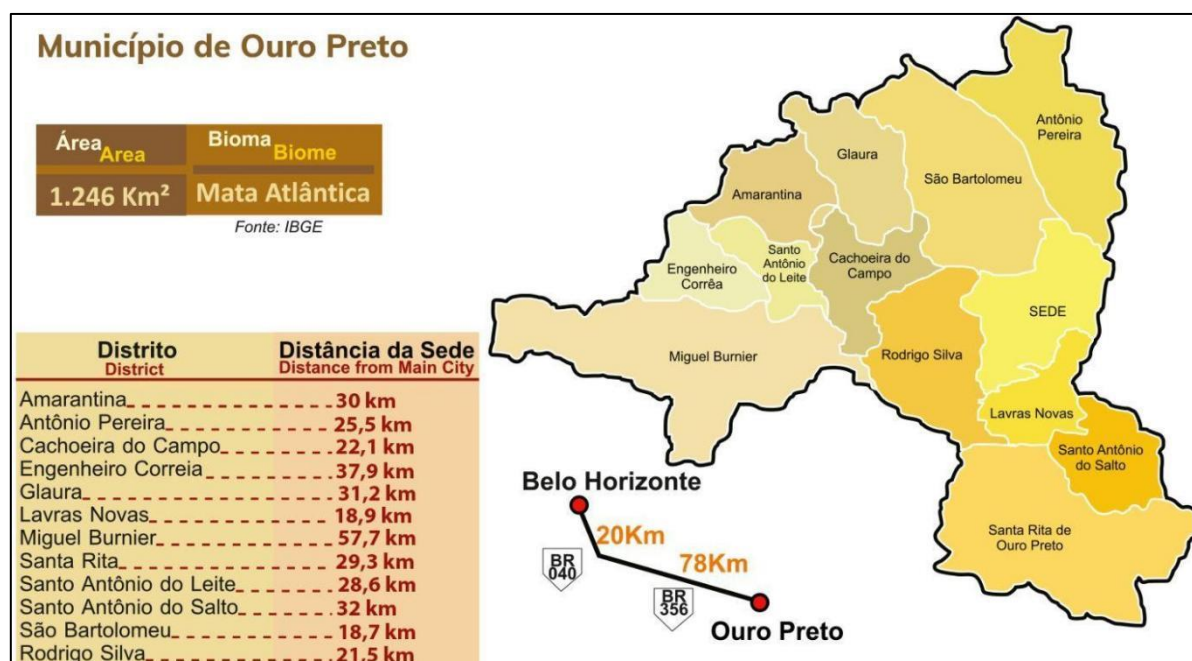 Município de Ouro Preto
Área
Area
Bioma
Biome
1.246 Km²
Mata Atlântica
Fonte: IBGE
Distrito
District
Distância da Sede
Distance from Main City
Amarantina 30 km
Antônio Pereira 25,5 km
Cachoeira do Campo 22,1 km
Engenheiro Correia 37,9 km
Glaura 31,2 km
Lavras Novas 18,9 km
Miguel Burnier 57,7 km
Santa Rita 29,3 km
Santo Antônio do Leite 28,6 km
Santo Antônio do Salto 32 km
São Bartolomeu 18,7 km
Rodrigo Silva 21,5 km
Antônio
Pereira
Glaura
São Bartolomeu
Amarantina
Santo
Antônio
do Leite
Cachoeira do
Campo
Engenheiro
Corrêa
SEDE
Miguel Burnier
Rodrigo Silva
Lavras Novas
Santo Antônio
do Salto
Santa Rita de
Ouro Preto
Belo Horizonte
20Km
BR
040
78Km
BR
356
Ouro Preto